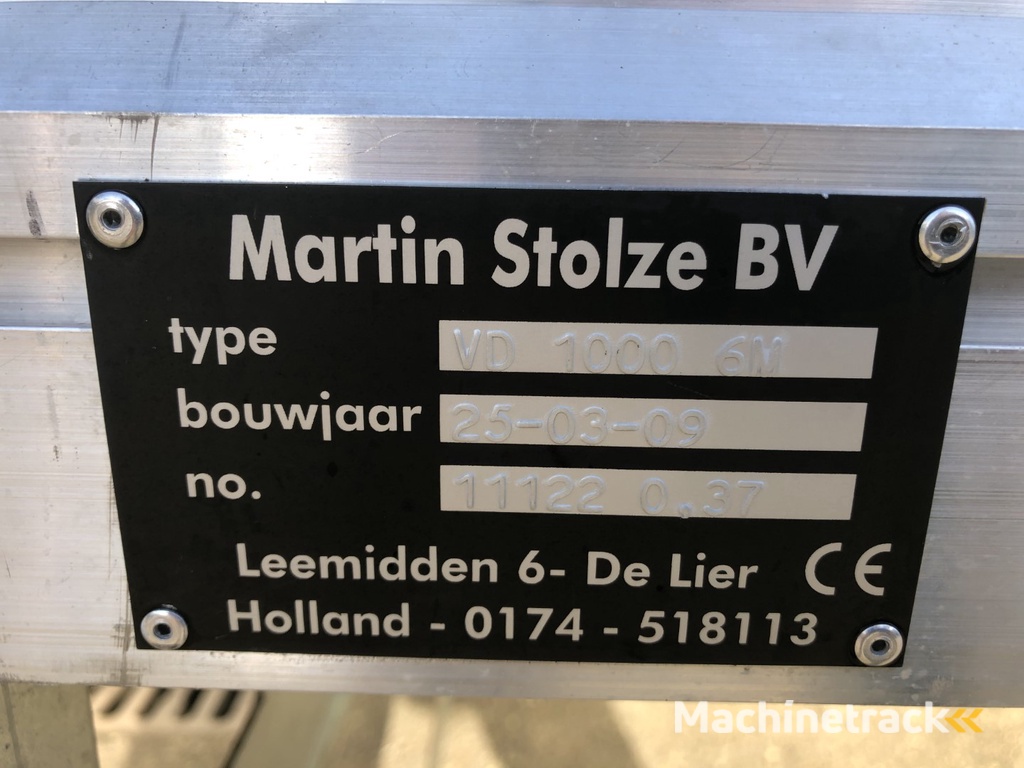 Martin Stolze BV
type VD 1000 6M
bouwjaar 25-03-09
no. 11122 0.37
Leemidden 6- De Lier CE
Holland - 0174 - 518113
Machinetrack